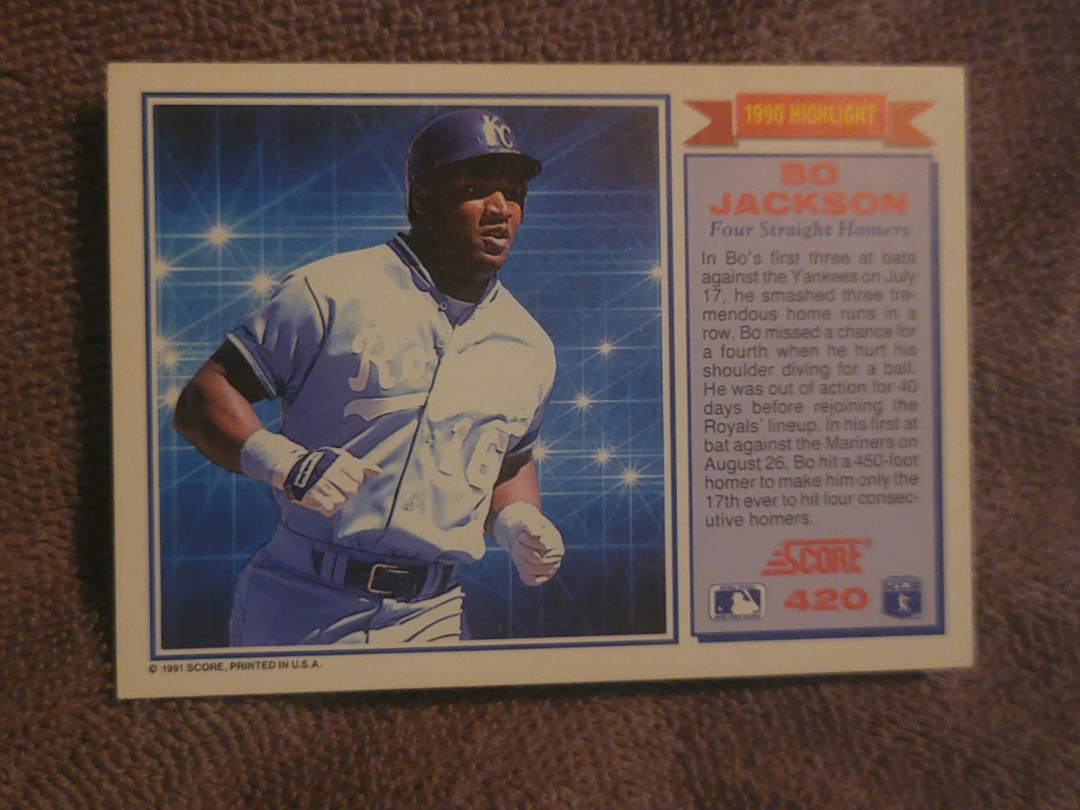 KC
Ro
16
1990 HIGHLIGHT
BO
JACKSON
Four Straight Homers
In Bo's first three at bats
against the Yankees on July
17, he smashed three tre-
mendous home runs in a
row. Bo missed a chance for
a fourth when he hurt his
shoulder diving for a ball.
He was out of action for 40
days before rejoining the
Royals' lineup. In his first at
bat against the Mariners on
August 26, Bo hit a 450-foot
homer to make him only the
17th ever to hit four consec-
utive homers.
SCORE®
420
© 1991 SCORE, PRINTED IN U.S.A.